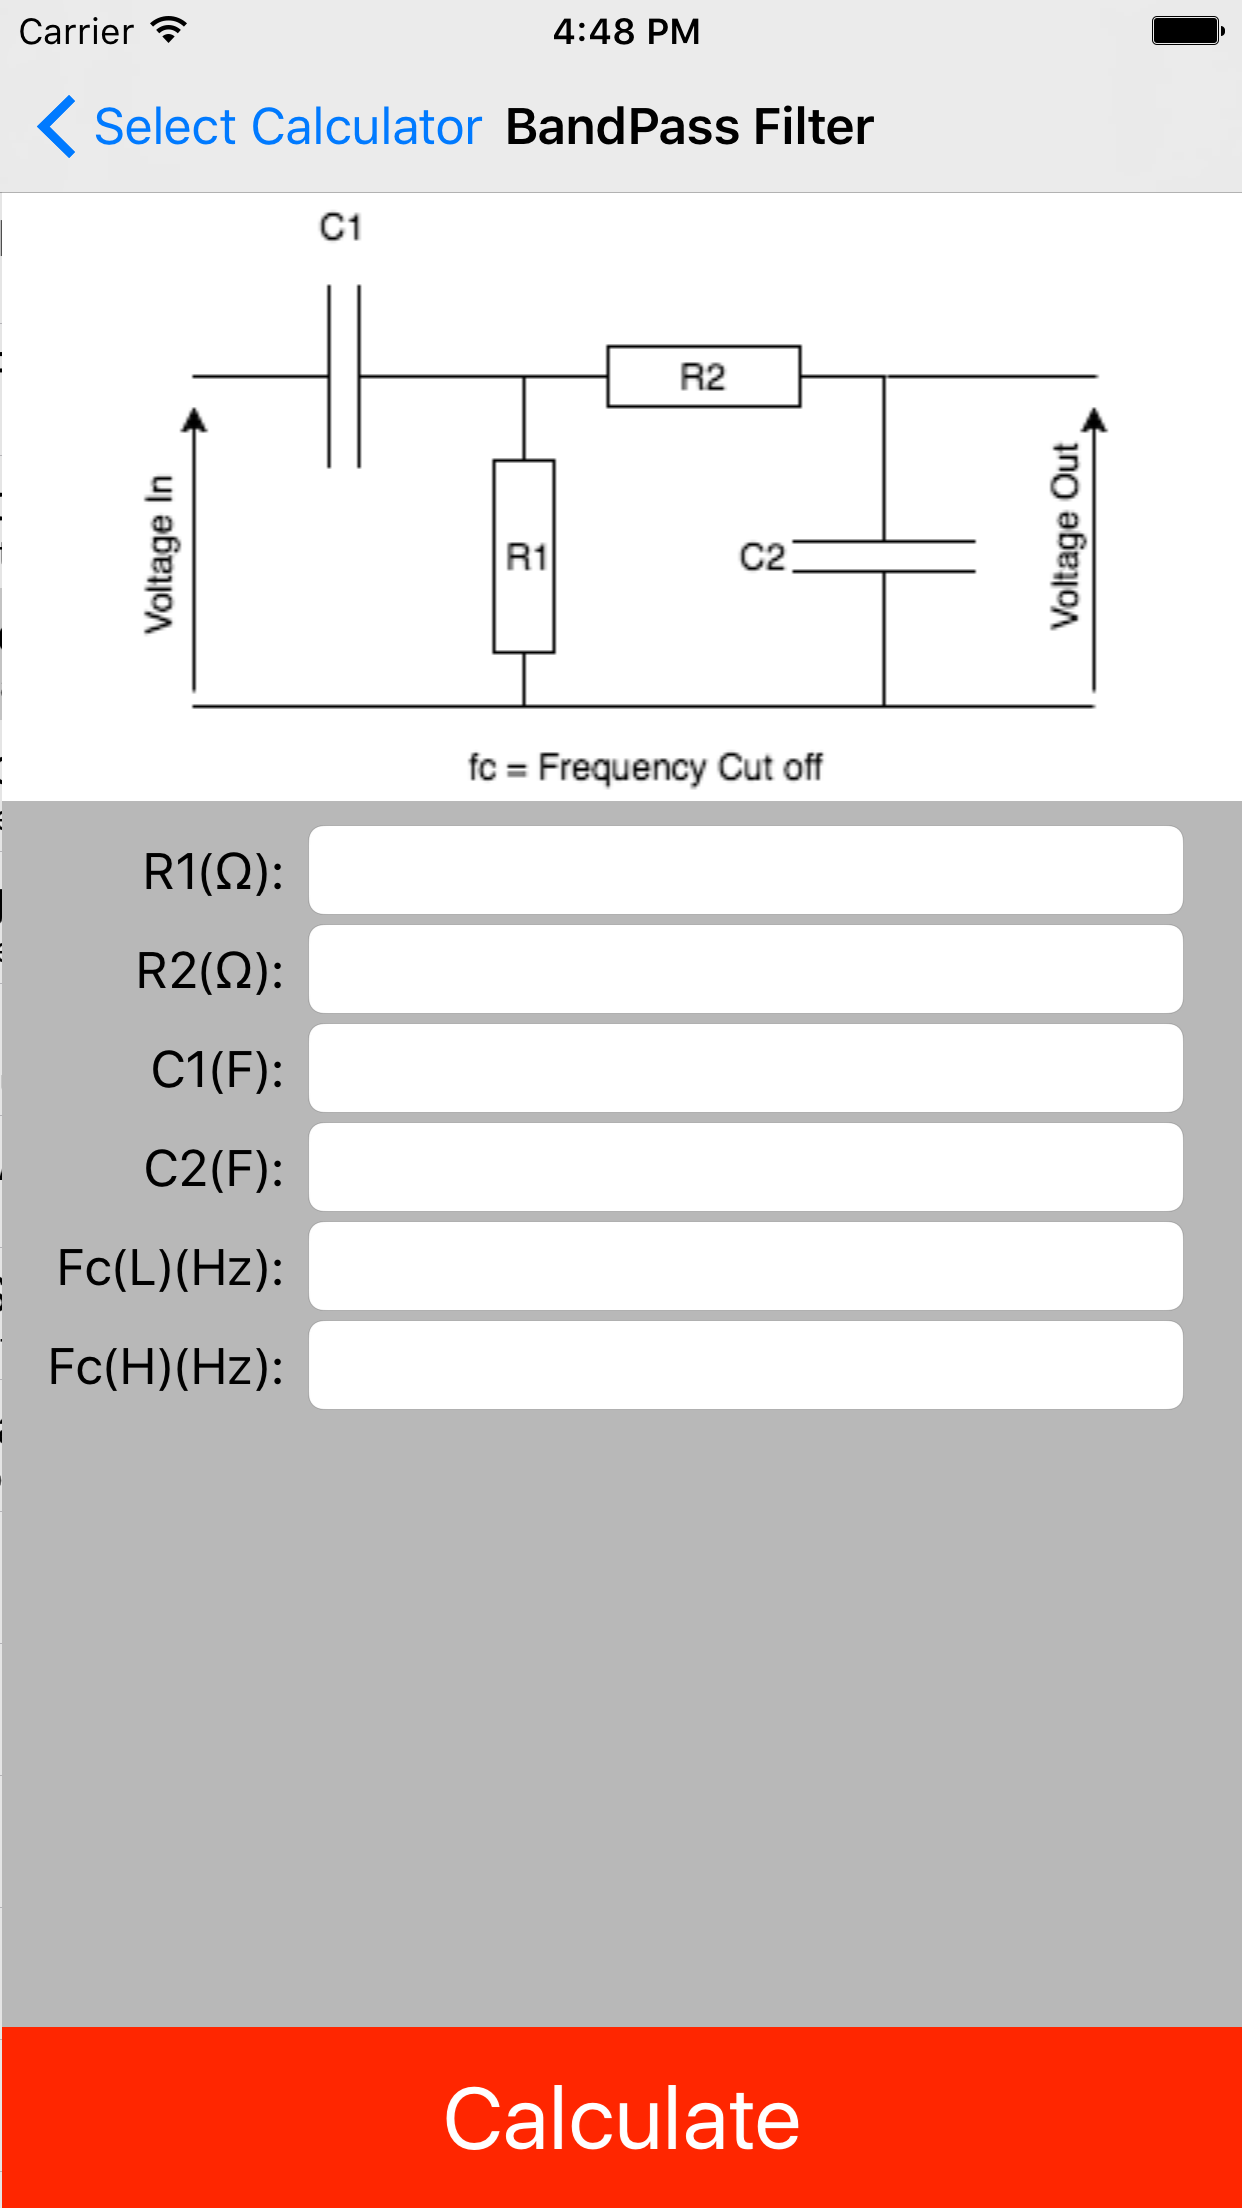 Carrier 4:48 PM
Select Calculator BandPass Filter
C1
R2
Voltage In
R1
C2
Voltage Out
fc = Frequency Cut off
R1(Ω):
R2(Ω):
C1(F):
C2(F):
Fc(L)(Hz):
Fc(H)(Hz):
Calculate